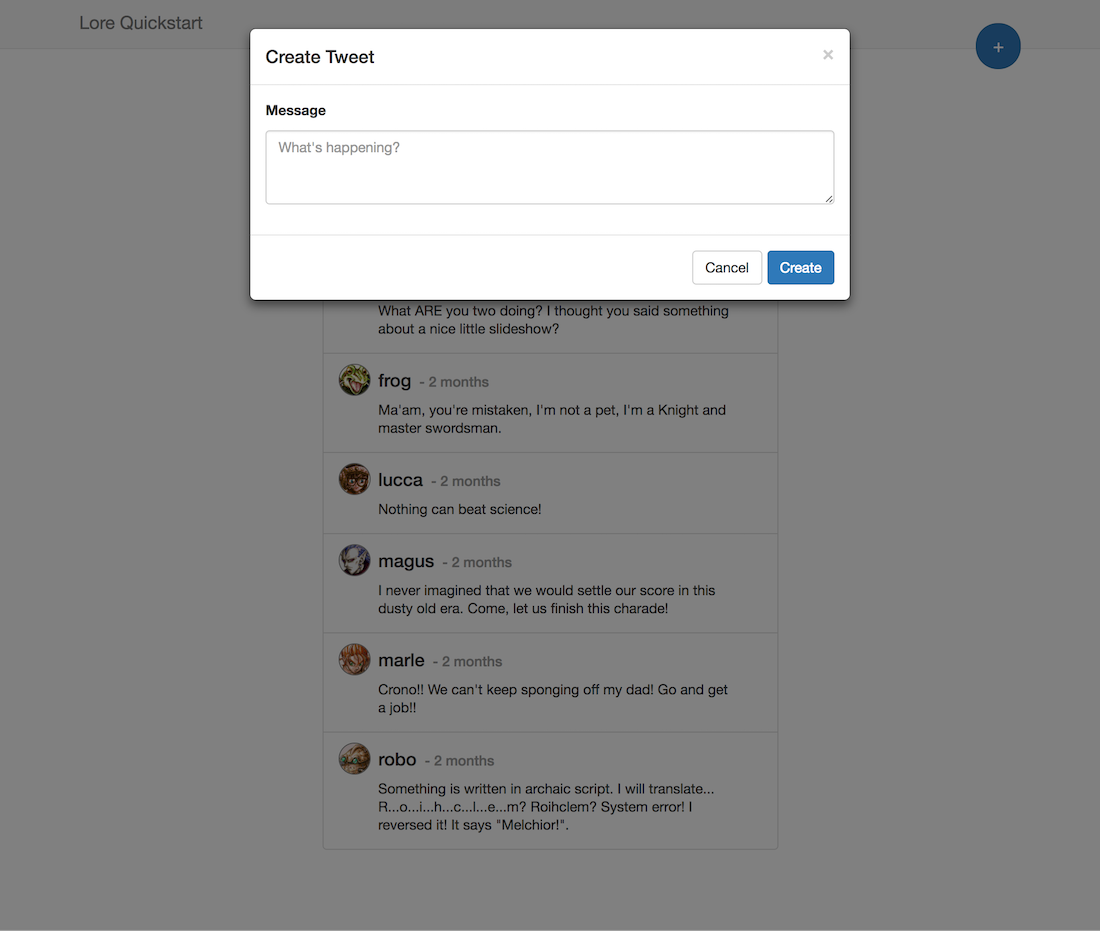 Lore Quickstart
+
Create Tweet
×
Message
What's happening?
Cancel
Create
What ARE you two doing? I thought you said something
about a nice little slideshow?
frog - 2 months
Ma'am, you're mistaken, I'm not a pet, I'm a Knight and
master swordsman.
lucca - 2 months
Nothing can beat science!
magus - 2 months
I never imagined that we would settle our score in this
dusty old era. Come, let us finish this charade!
marle - 2 months
Crono!! We can't keep sponging off my dad! Go and get
a job!!
robo - 2 months
Something is written in archaic script. I will translate...
R...o...i...h...c...l...e...m? Roihclem? System error! I
reversed it! It says "Melchior!".